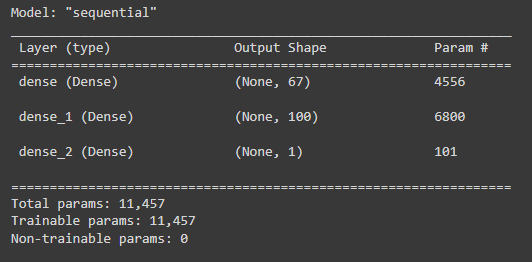 Model: "sequential"
_________________________________________________________________
Layer (type) Output Shape Param #
=================================================================
dense (Dense) (None, 67) 4556
dense_1 (Dense) (None, 100) 6800
dense_2 (Dense) (None, 1) 101
=================================================================
Total params: 11,457
Trainable params: 11,457
Non-trainable params: 0